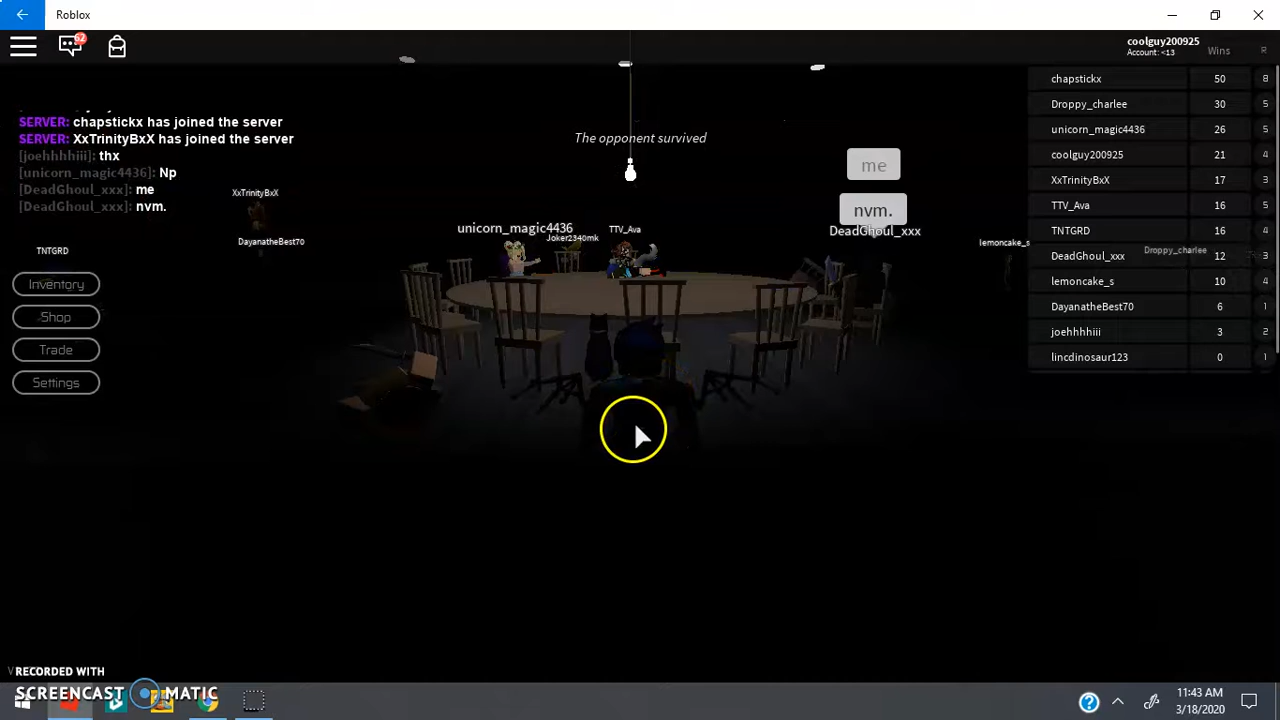 Roblox
62
coolguy200925
Account: <13
Wins
R
chapstickx 50 8
Droppy_charlee 30 5
unicorn_magic4436 26 5
coolguy200925 21 4
XxTrinityBxX 17 3
TTV_Ava 16 5
TNTGRD 16 4
DeadGhoul_xxx 12 3
lemoncake_s 10 4
DayanatheBest70 6 1
joehhhhiii 3 2
lincdinosaur123 0 1
SERVER: chapstickx has joined the server
SERVER: XxTrinityBxX has joined the server
[joehhhhiii]: thx
[unicorn_magic4436]: Np
[DeadGhoul_xxx]: me
[DeadGhoul_xxx]: nvm.
The opponent survived
me
nvm.
DeadGhoul_xxx
XxTrinityBxX
DayanatheBest70
unicorn_magic4436
Joker2340mk
TTV_Ava
lemoncake_s
Droppy_charlee
TNTGRD
Inventory
Shop
Trade
Settings
RECORDED WITH
SCREENCAST MATIC
11:43 AM
3/18/2020